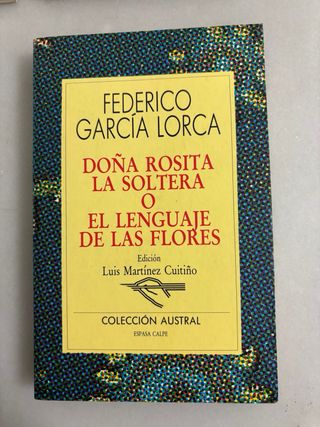 FEDERICO
GARCÍA LORCA
DOÑA ROSITA
LA SOLTERA
O
EL LENGUAJE
DE LAS FLORES
Edición
Luis Martínez Cuitiño
COLECCIÓN AUSTRAL
ESPASA CALPE